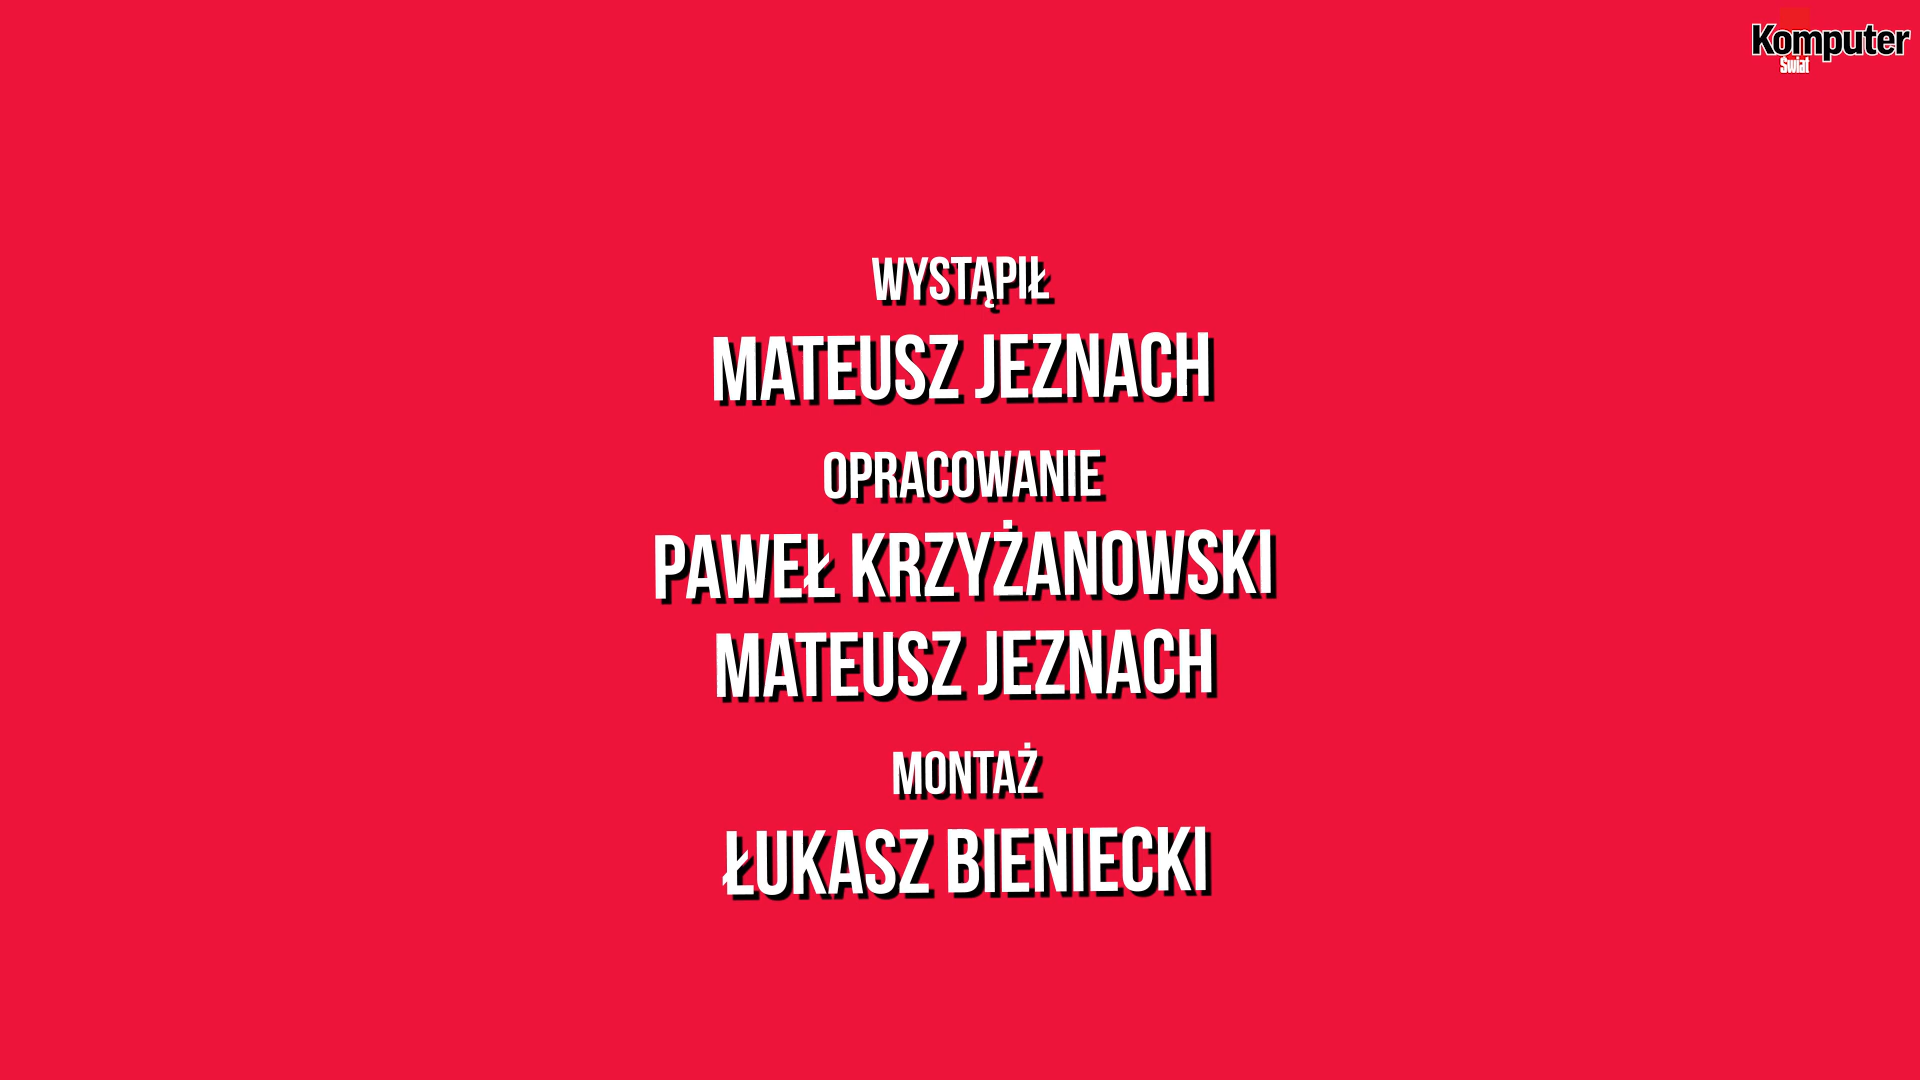 Komputer
Świat
WYSTĄPIŁ
MATEUSZ JEZNACH
OPRACOWANIE
PAWEŁ KRZYŻANOWSKI
MATEUSZ JEZNACH
MONTAŻ
ŁUKASZ BIENIECKI